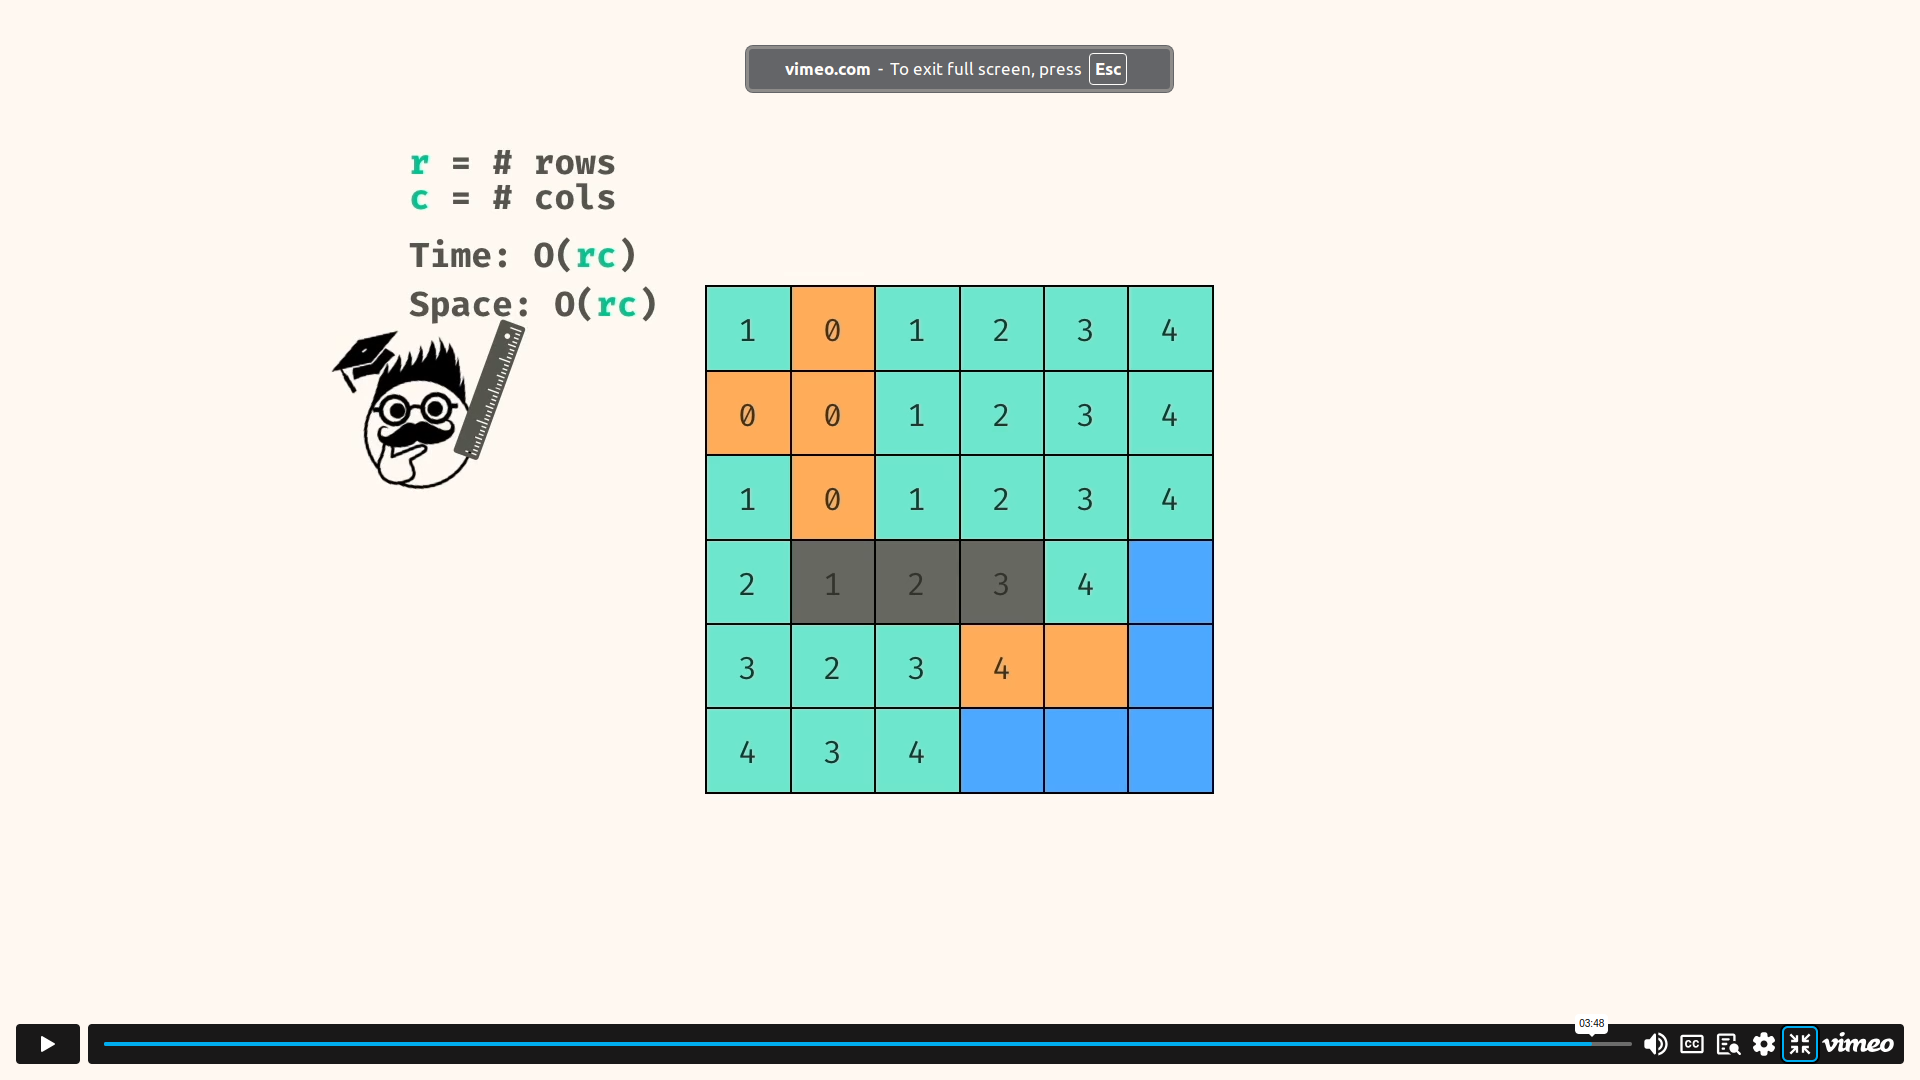 vimeo.com - To exit full screen, press Esc
r = # rows
c = # cols
Time: O(rc)
Space: O(rc)
1 0 1 2 3 4
0 0 1 2 3 4
1 0 1 2 3 4
2 1 2 3 4
3 2 3 4
4 3 4
03:48
CC vimeo